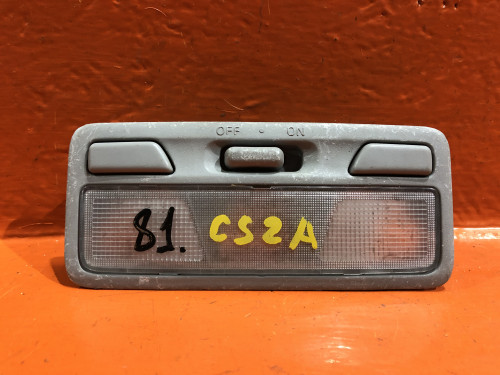 OFF • ON
81. CS2A